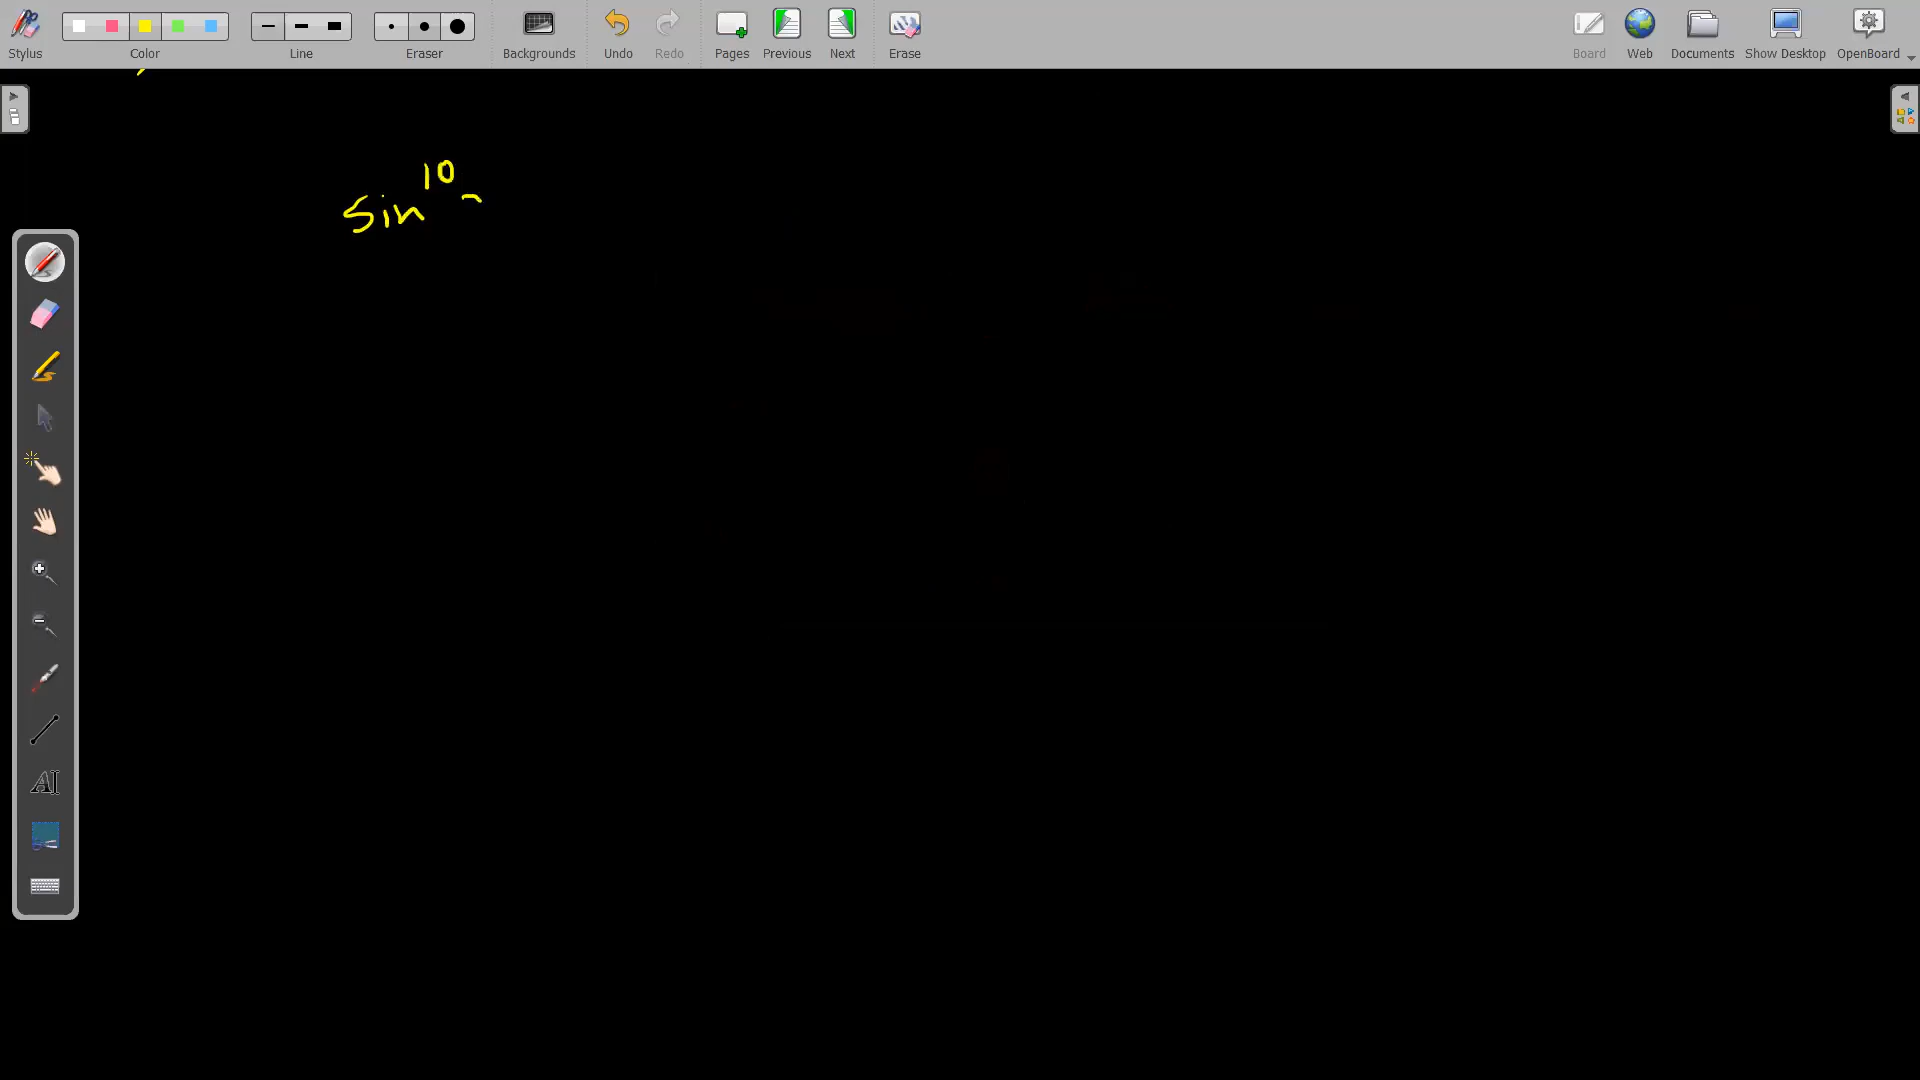 Stylus
Color
Line
Eraser
Backgrounds
Undo
Redo
Pages
Previous
Next
Erase
Board
Web
Documents
Show Desktop
OpenBoard
sin^10